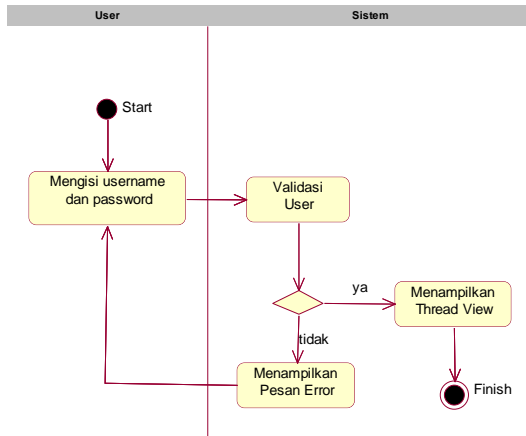 User
Sistem
Start
Mengisi username
dan password
Validasi
User
ya
Menampilkan
Thread View
tidak
Menampilkan
Pesan Error
Finish